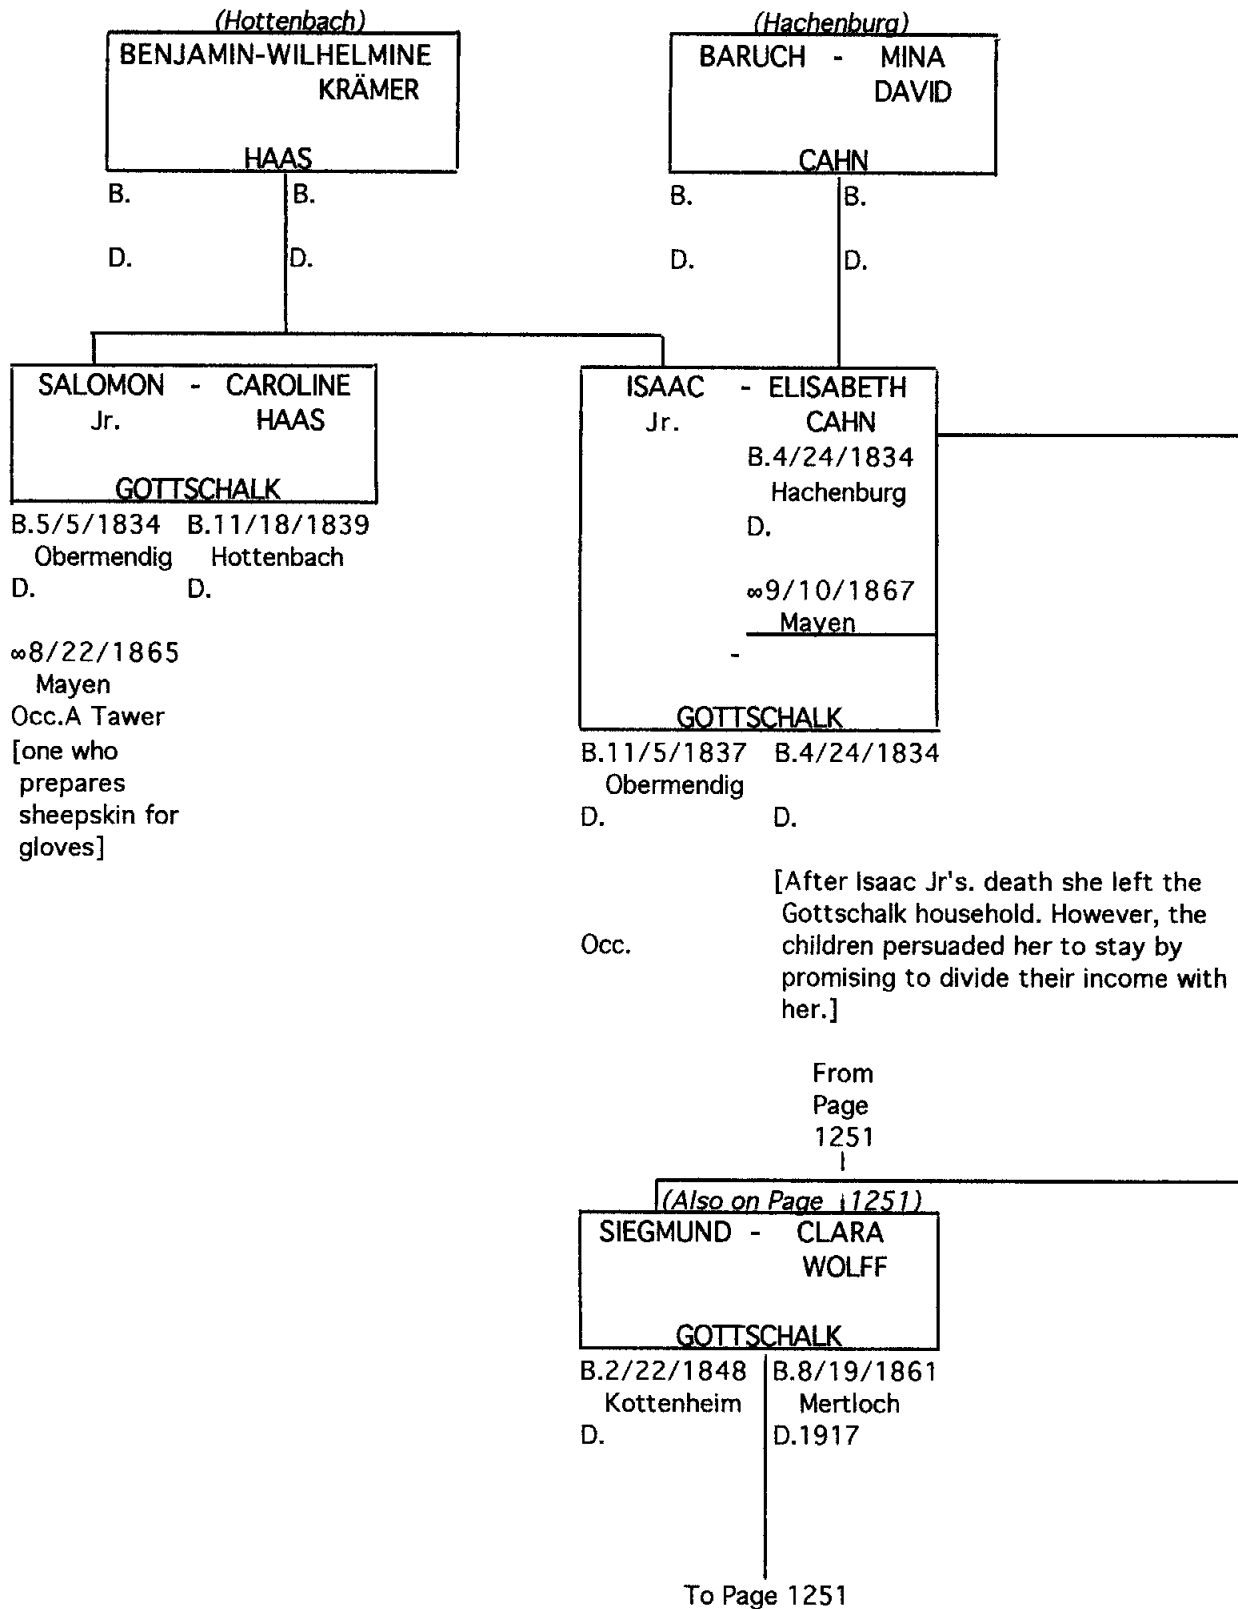 (Hottenbach)
BENJAMIN-WILHELMINE
KRÄMER
HAAS
B. B.
D. D.
(Hachenburg)
BARUCH - MINA
DAVID
CAHN
B. B.
D. D.
SALOMON - CAROLINE
Jr. HAAS
GOTTSCHALK
B.5/5/1834 B.11/18/1839
Obermendig Hottenbach
D. D.
∞8/22/1865
Mayen
Occ.A Tawer
[one who
prepares
sheepskin for
gloves]
ISAAC - ELISABETH
Jr. CAHN
B.4/24/1834
Hachenburg
D.
∞9/10/1867
Mayen
-
GOTTSCHALK
B.11/5/1837 B.4/24/1834
Obermendig
D. D.
Occ.
[After Isaac Jr's. death she left the
Gottschalk household. However, the
children persuaded her to stay by
promising to divide their income with
her.]
From
Page
1251
(Also on Page 1251)
SIEGMUND - CLARA
WOLFF
GOTTSCHALK
B.2/22/1848 B.8/19/1861
Kottenheim Mertloch
D. D.1917
To Page 1251